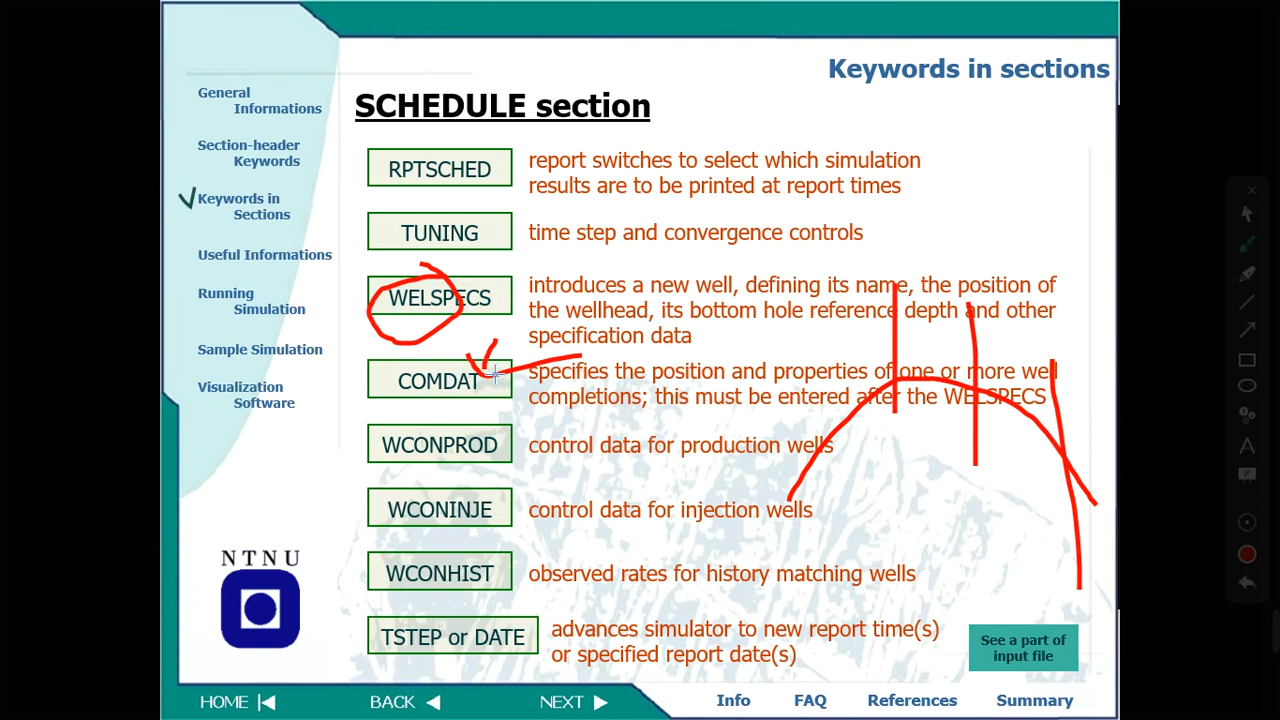 Keywords in sections
SCHEDULE section
General
Informations
Section-header
Keywords
Keywords in
Sections
Useful Informations
Running
Simulation
Sample Simulation
Visualization
Software
RPTSCHED
report switches to select which simulation
results are to be printed at report times
TUNING
time step and convergence controls
WELSPECS
introduces a new well, defining its name, the position of
the wellhead, its bottom hole reference depth and other
specification data
COMDAT
specifies the position and properties of one or more well
completions; this must be entered after the WELSPECS
WCONPROD
control data for production wells
WCONINJE
control data for injection wells
WCONHIST
observed rates for history matching wells
TSTEP or DATE
advances simulator to new report time(s)
or specified report date(s)
See a part of
input file
NTNU
HOME
BACK
NEXT
Info
FAQ
References
Summary